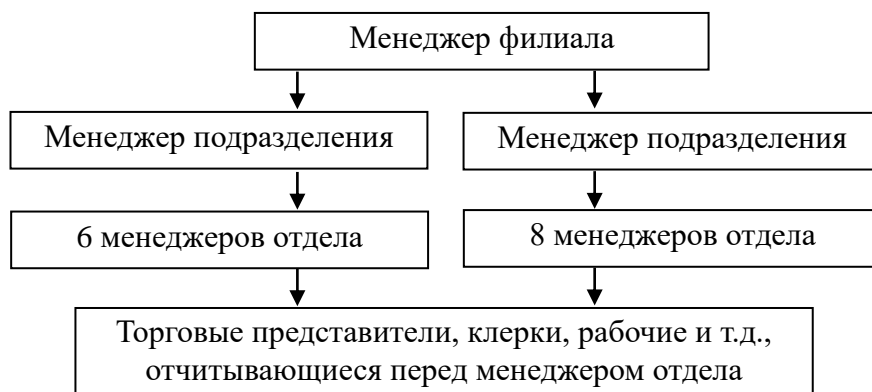 Менеджер филиала
Менеджер подразделения
Менеджер подразделения
6 менеджеров отдела
8 менеджеров отдела
Торговые представители, клерки, рабочие и т.д.,
отчитывающиеся перед менеджером отдела